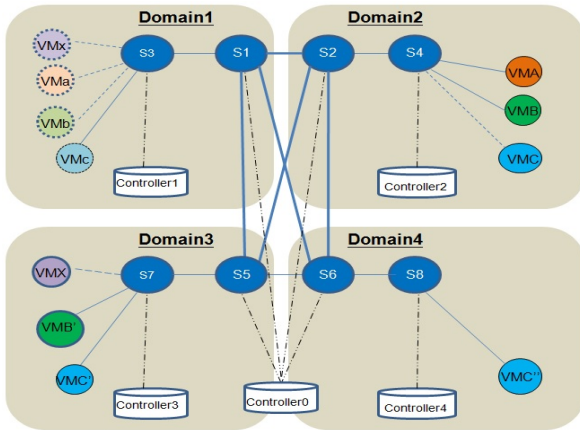 Domain1
Domain2
VMx
S3
S1
S2
S4
VMa
VMA
VMb
VMB
VMc
VMC
Controller1
Controller2
Domain3
Domain4
VMX
S7
S5
S6
S8
VMB'
VMC'
VMC''
Controller3
Controller0
Controller4